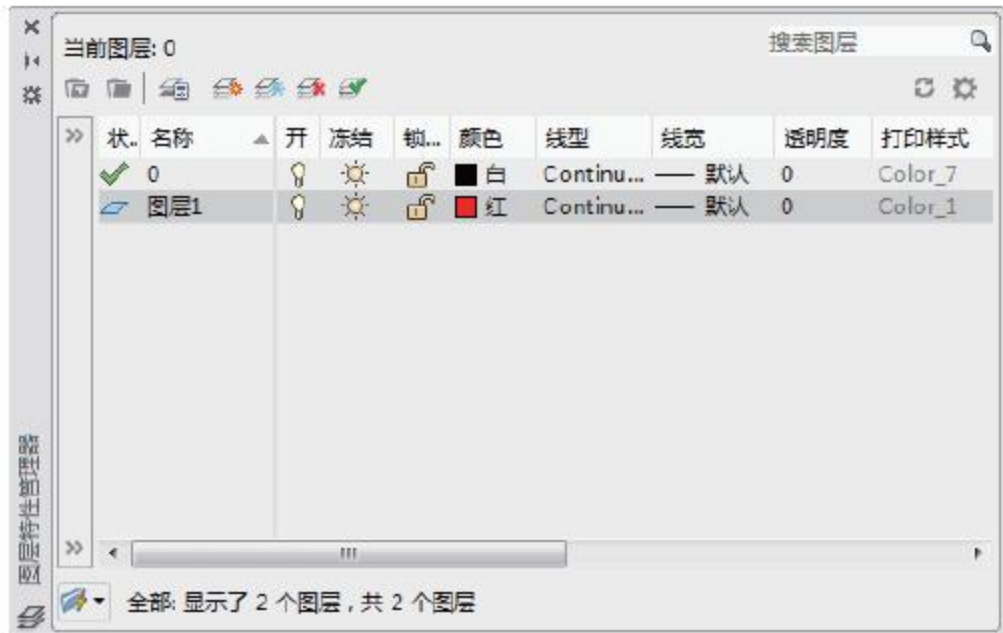 当前图层: 0
搜索图层
状.. 名称 开 冻结 锁... 颜色 线型 线宽 透明度 打印样式
0 白 Continu... 默认 0 Color_7
图层1 红 Continu... 默认 0 Color_1
图层特性管理器
全部: 显示了 2 个图层 , 共 2 个图层